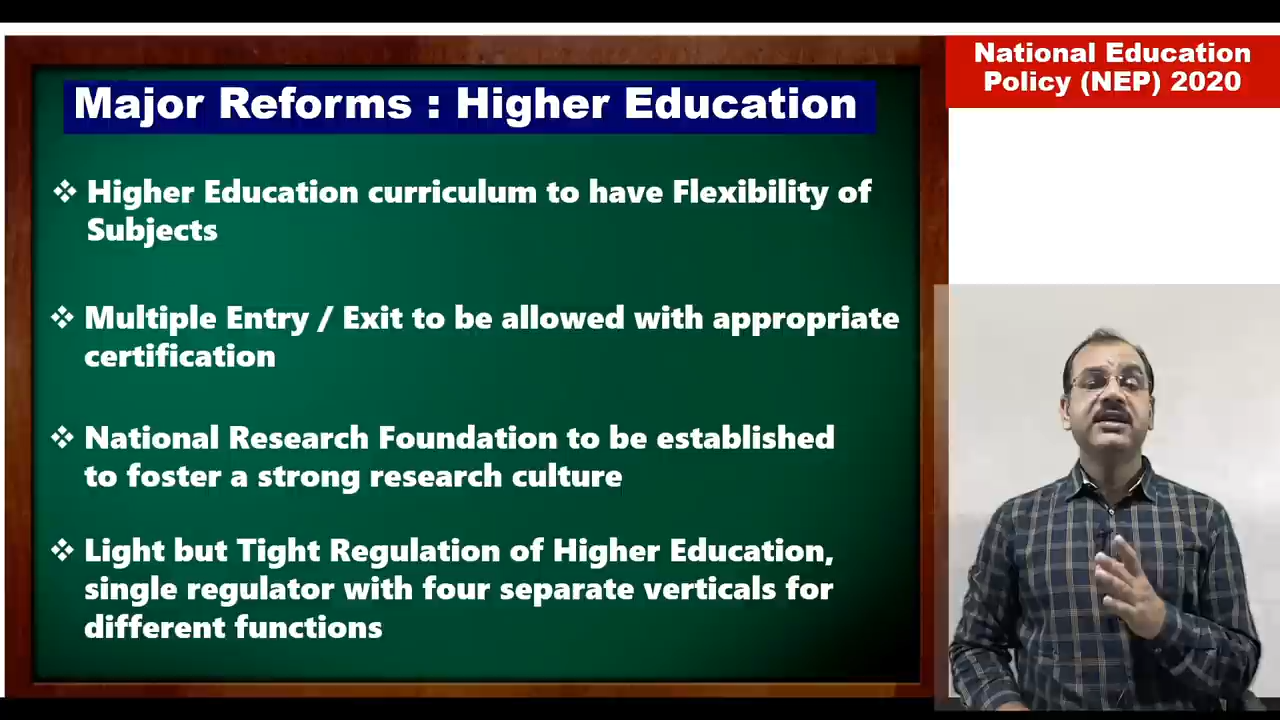 Major Reforms : Higher Education
National Education
Policy (NEP) 2020
❖ Higher Education curriculum to have Flexibility of
Subjects
❖ Multiple Entry / Exit to be allowed with appropriate
certification
❖ National Research Foundation to be established
to foster a strong research culture
❖ Light but Tight Regulation of Higher Education,
single regulator with four separate verticals for
different functions